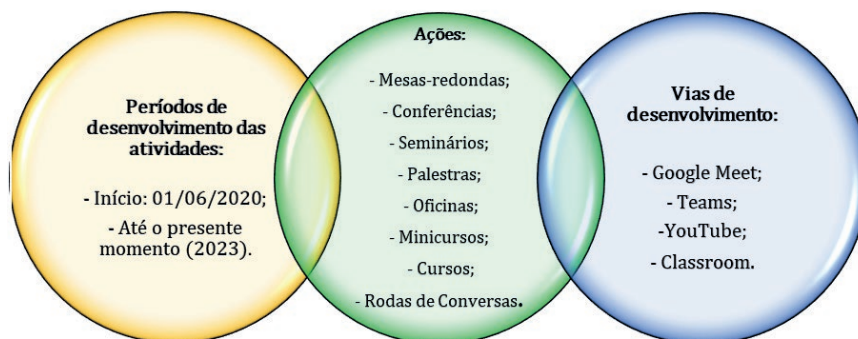 Períodos de
desenvolvimento das
atividades:
- Início: 01/06/2020;
- Até o presente
momento (2023).
Ações:
- Mesas-redondas;
- Conferências;
- Seminários;
- Palestras;
- Oficinas;
- Minicursos;
- Cursos;
- Rodas de Conversas.
Vias de
desenvolvimento:
- Google Meet;
- Teams;
-YouTube;
- Classroom.